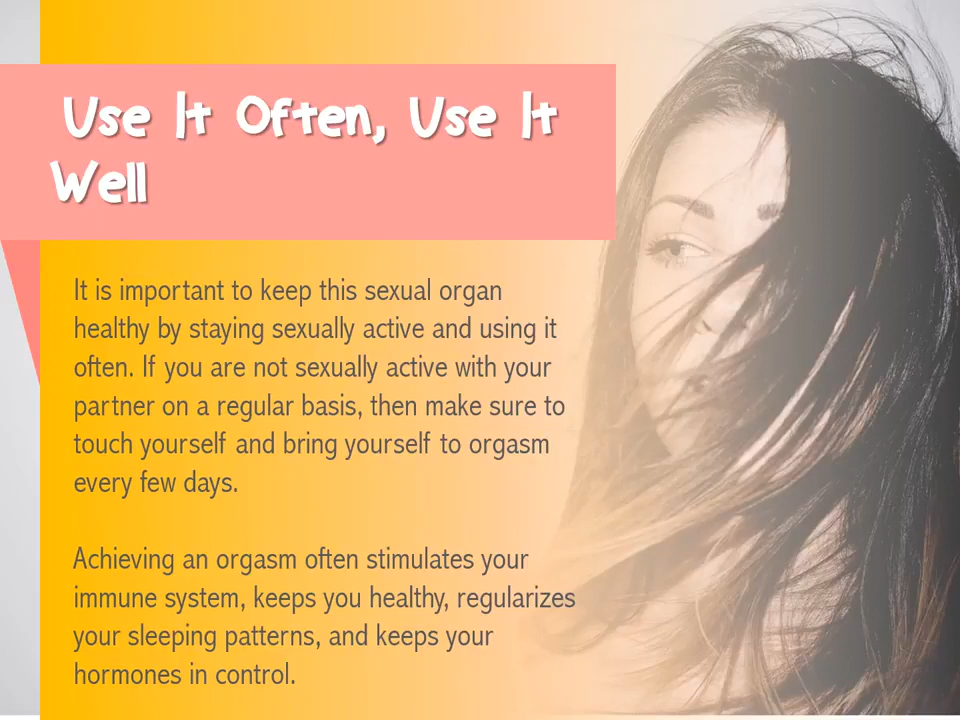 Use It Often, Use It
Well
It is important to keep this sexual organ
healthy by staying sexually active and using it
often. If you are not sexually active with your
partner on a regular basis, then make sure to
touch yourself and bring yourself to orgasm
every few days.
Achieving an orgasm often stimulates your
immune system, keeps you healthy, regularizes
your sleeping patterns, and keeps your
hormones in control.